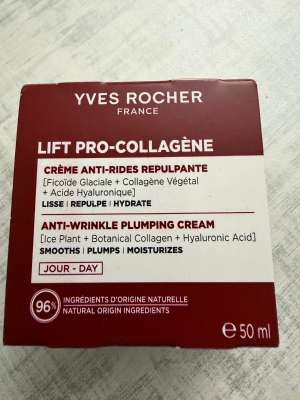 YVES ROCHER
FRANCE
LIFT PRO-COLLAGÈNE
CRÈME ANTI-RIDES REPULPANTE
[Ficoïde Glaciale + Collagène Végétal
+ Acide Hyaluronique]
LISSE | REPULPE | HYDRATE
ANTI-WRINKLE PLUMPING CREAM
[Ice Plant + Botanical Collagen + Hyaluronic Acid]
SMOOTHS | PLUMPS | MOISTURIZES
JOUR - DAY
96%
INGRÉDIENTS D'ORIGINE NATURELLE
NATURAL ORIGIN INGREDIENTS
℮ 50 ml